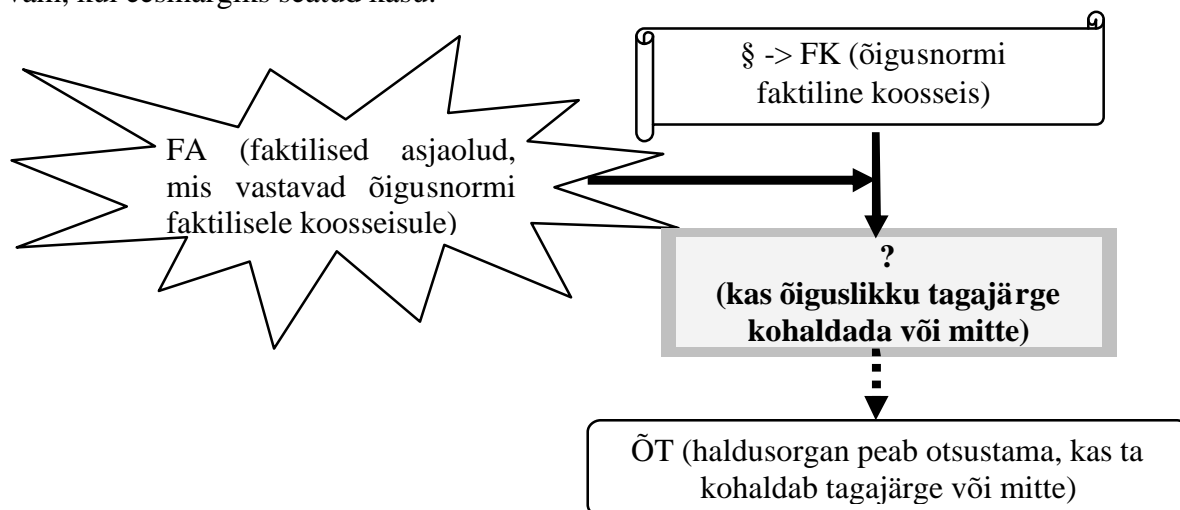 kui eesmärgiks seatud kasu.
§ -> FK (õigusnormi
faktiline koosseis)
FA (faktilised asjaolud,
mis vastavad õigusnormi
faktilisele koosseisule)
?
(kas õiguslikku tagajärge
kohaldada või mitte)
ÕT (haldusorgan peab otsustama, kas ta
kohaldab tagajärge või mitte)